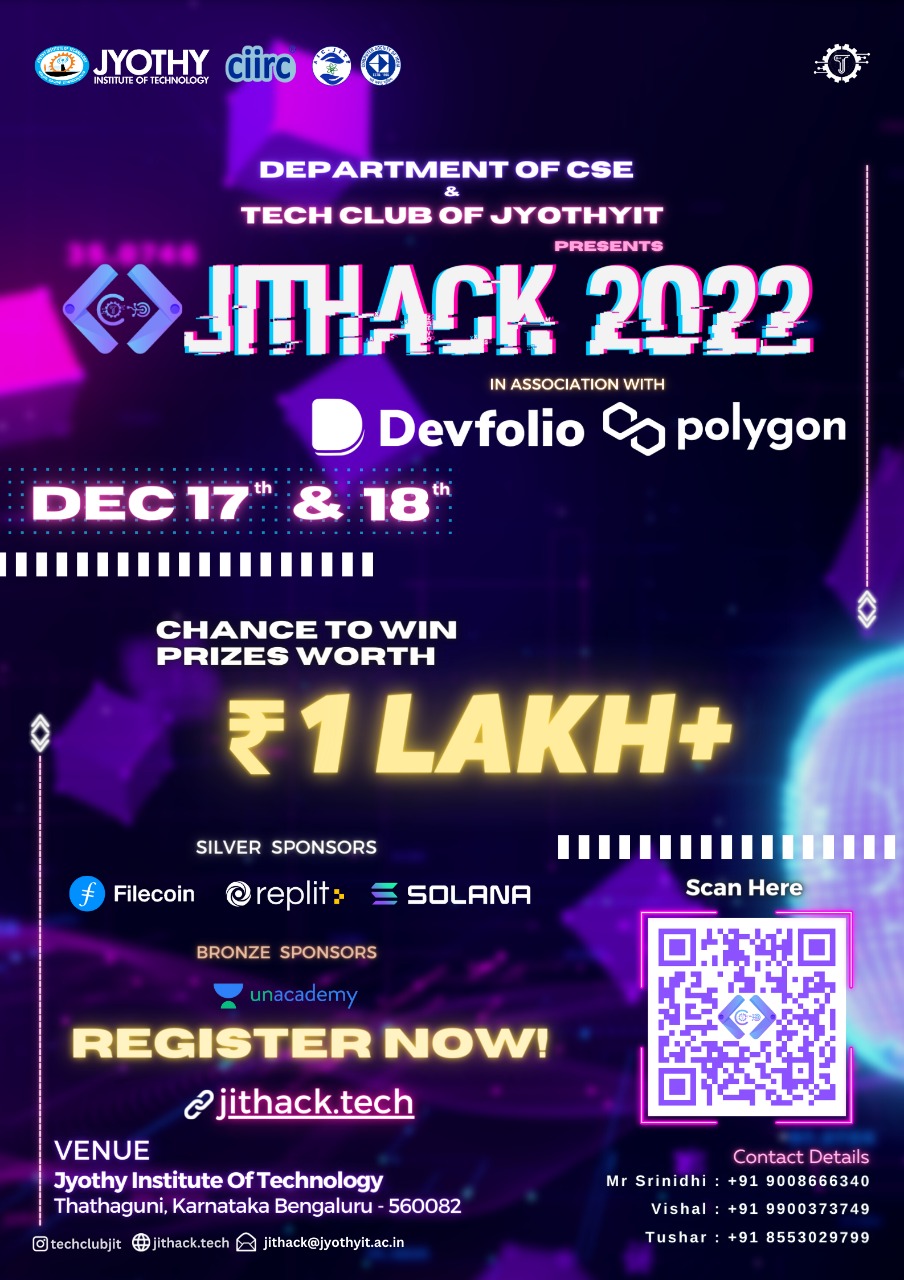 JYOTHY
INSTITUTE OF TECHNOLOGY
ciirc
DEPARTMENT OF CSE
&
TECH CLUB OF JYOTHYIT
PRESENTS
JITHACK 2022
IN ASSOCIATION WITH
Devfolio polygon
DEC 17th & 18th
CHANCE TO WIN
PRIZES WORTH
₹1 LAKH+
SILVER SPONSORS
Filecoin replit SOLANA
Scan Here
BRONZE SPONSORS
unacademy
REGISTER NOW!
jithack.tech
VENUE
Jyothy Institute Of Technology
Thathaguni, Karnataka Bengaluru - 560082
techclubjit jithack.tech jithack@jyothyit.ac.in
Contact Details
Mr Srinidhi : +91 9008666340
Vishal : +91 9900373749
Tushar : +91 8553029799